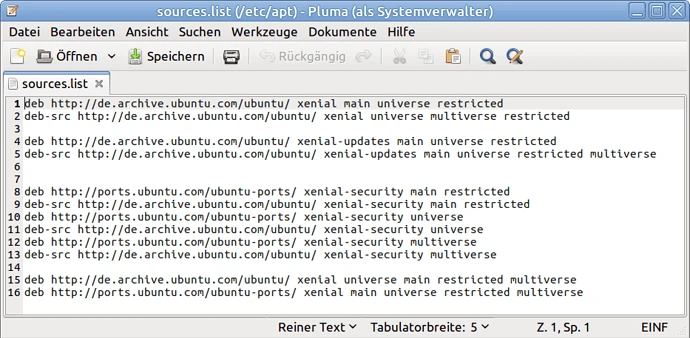 sources.list (/etc/apt) - Pluma (als Systemverwalter)
Datei Bearbeiten Ansicht Suchen Werkzeuge Dokumente Hilfe
Öffnen Speichern Rückgängig
sources.list
1 deb http://de.archive.ubuntu.com/ubuntu/ xenial main universe restricted
2 deb-src http://de.archive.ubuntu.com/ubuntu/ xenial universe multiverse restricted
3
4 deb http://de.archive.ubuntu.com/ubuntu/ xenial-updates main universe restricted
5 deb-src http://de.archive.ubuntu.com/ubuntu/ xenial-updates main universe restricted multiverse
6
7
8 deb http://ports.ubuntu.com/ubuntu-ports/ xenial-security main restricted
9 deb-src http://de.archive.ubuntu.com/ubuntu/ xenial-security main restricted
10 deb http://ports.ubuntu.com/ubuntu-ports/ xenial-security universe
11 deb-src http://de.archive.ubuntu.com/ubuntu/ xenial-security universe
12 deb http://ports.ubuntu.com/ubuntu-ports/ xenial-security multiverse
13 deb-src http://de.archive.ubuntu.com/ubuntu/ xenial-security multiverse
14
15 deb http://de.archive.ubuntu.com/ubuntu/ xenial universe main restricted multiverse
16 deb http://ports.ubuntu.com/ubuntu-ports/ xenial main universe restricted multiverse
Reiner Text Tabulatorbreite: 5 Z. 1, Sp. 1 EINF